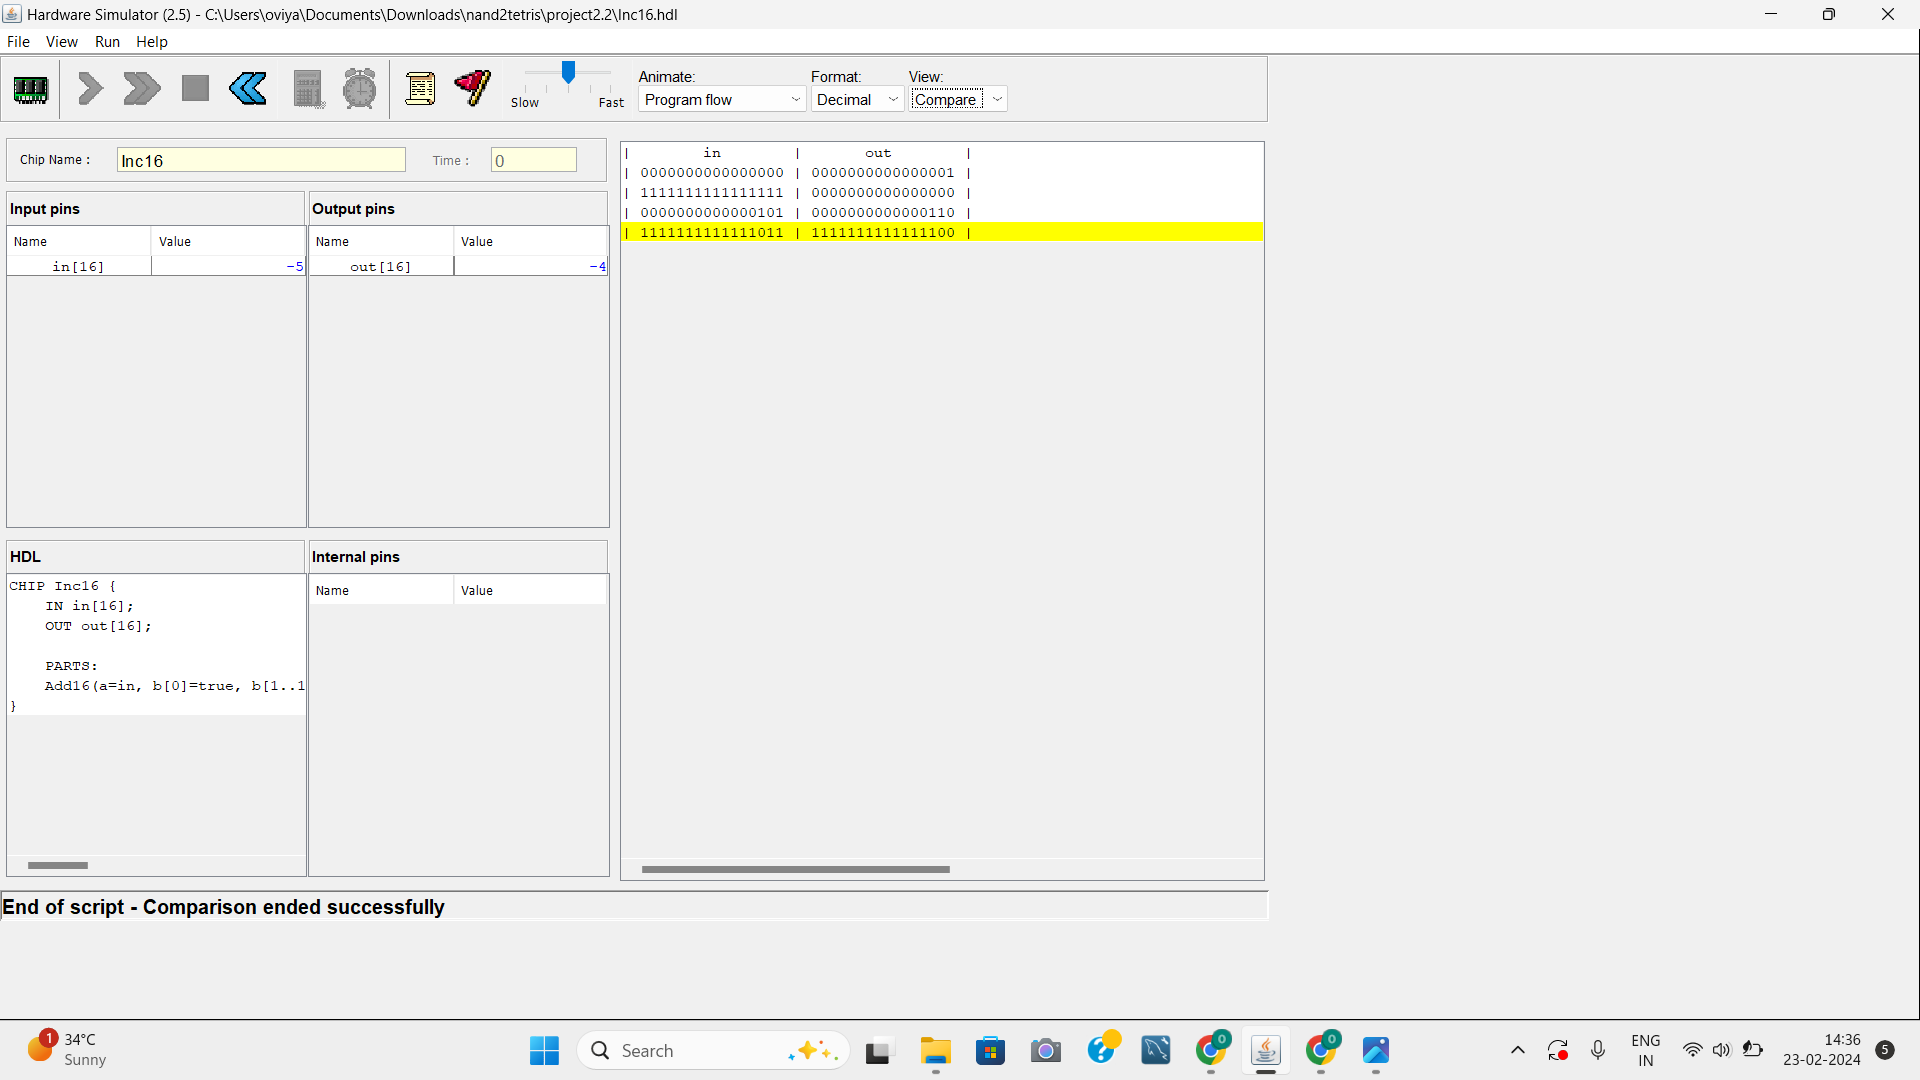 Hardware Simulator (2.5) - C:\Users\oviya\Documents\Downloads\nand2tetris\project2.2\Inc16.hdl
File View Run Help
Animate: Format: View:
Slow Fast Program flow Decimal Compare
Chip Name : Inc16 Time : 0
Input pins Output pins
Name Value Name Value
in[16] -5 out[16] -4
| in | out |
| 0000000000000000 | 0000000000000001 |
| 1111111111111111 | 0000000000000000 |
| 0000000000000101 | 0000000000000110 |
| 1111111111111011 | 1111111111111100 |
HDL Internal pins
Name Value
CHIP Inc16 {
IN in[16];
OUT out[16];
PARTS:
Add16(a=in, b[0]=true, b[1..1
}
End of script - Comparison ended successfully
1 34°C
Sunny
Search
0 0
ENG
IN
14:36
23-02-2024
5